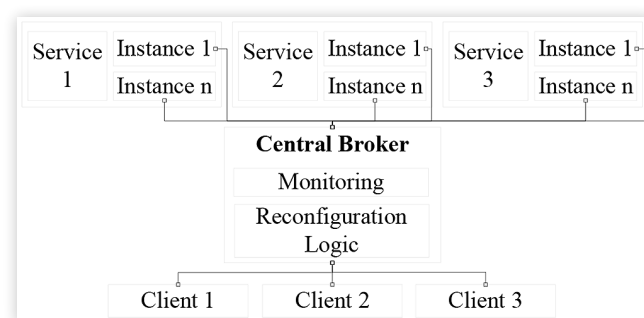 Service
1
Instance 1
Instance n
Service
2
Instance 1
Instance n
Service
3
Instance 1
Instance n
Central Broker
Monitoring
Reconfiguration
Logic
Client 1
Client 2
Client 3